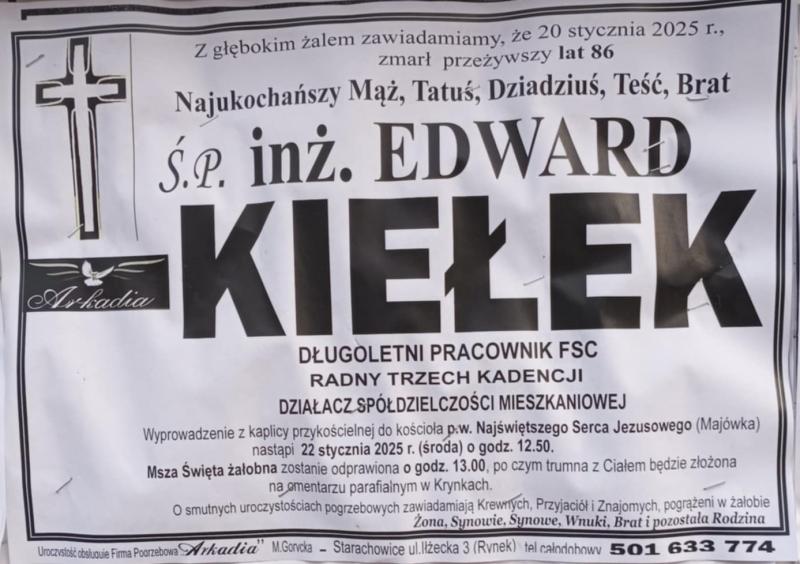 Z głębokim żalem zawiadamiamy, że 20 stycznia 2025 r.,
zmarł przeżywszy lat 86
Najukochańszy Mąż, Tatuś, Dziadziuś, Teść, Brat
Ś.P. inż. EDWARD
KIEŁEK
Arkadia
DŁUGOLETNI PRACOWNIK FSC
RADNY TRZECH KADENCJI
DZIAŁACZ SPÓŁDZIELCZOŚCI MIESZKANIOWEJ
Wyprowadzenie z kaplicy przykościelnej do kościoła p.w. Najświętszego Serca Jezusowego (Majówka)
nastąpi 22 stycznia 2025 r. (środa) o godz. 12.50.
Msza Święta żałobna zostanie odprawiona o godz. 13.00, po czym trumna z Ciałem będzie złożona
na cmentarzu parafialnym w Krynkach.
O smutnych uroczystościach pogrzebowych zawiadamiają Krewnych, Przyjaciół i Znajomych, pogrążeni w żałobie
Żona, Synowie, Synowe, Wnuki, Brat i pozostała Rodzina
Uroczystość obsługuje Firma Pogrzebowa "Arkadia" M.Gorycka - Starachowice ul.Iłżecka 3 (Rynek) tel całodobowy 501 633 774